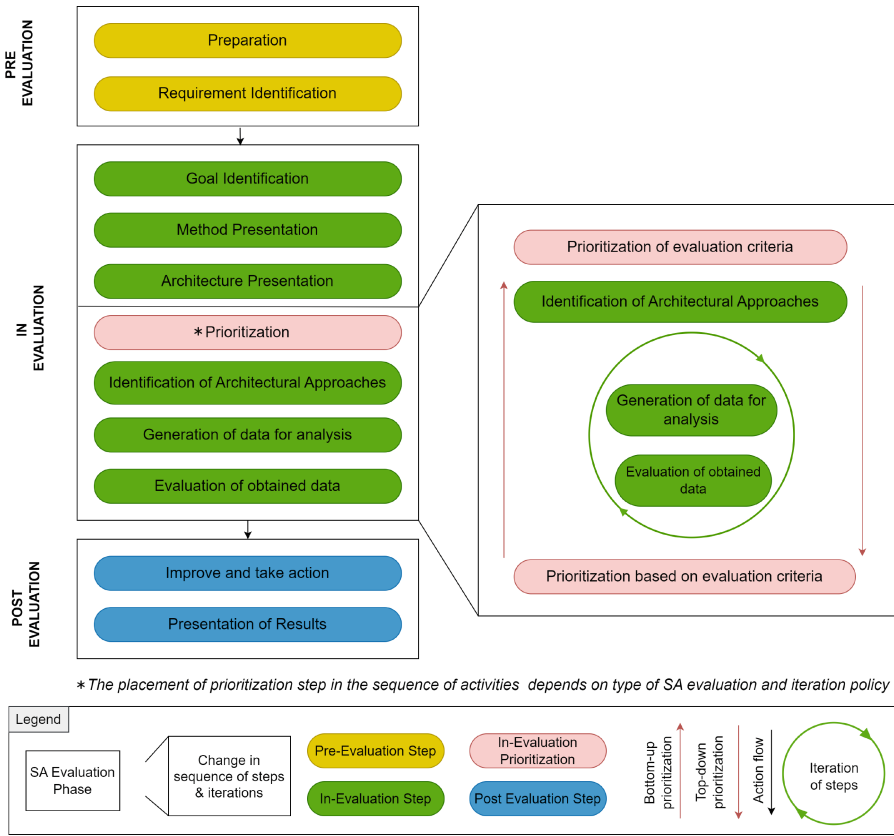 PRE
EVALUATION
Preparation
Requirement Identification
IN
EVALUATION
Goal Identification
Method Presentation
Architecture Presentation
*Prioritization
Identification of Architectural Approaches
Generation of data for analysis
Evaluation of obtained data
Prioritization of evaluation criteria
Identification of Architectural Approaches
Generation of data for
analysis
Evaluation of obtained
data
Prioritization based on evaluation criteria
POST
EVALUATION
Improve and take action
Presentation of Results
*The placement of prioritization step in the sequence of activities depends on type of SA evaluation and iteration policy
Legend
SA Evaluation
Phase
Change in
sequence of steps
& iterations
Pre-Evaluation Step
In-Evaluation Step
In-Evaluation
Prioritization
Post Evaluation Step
Bottom-up
prioritization
Top-down
prioritization
Action flow
Iteration
of steps